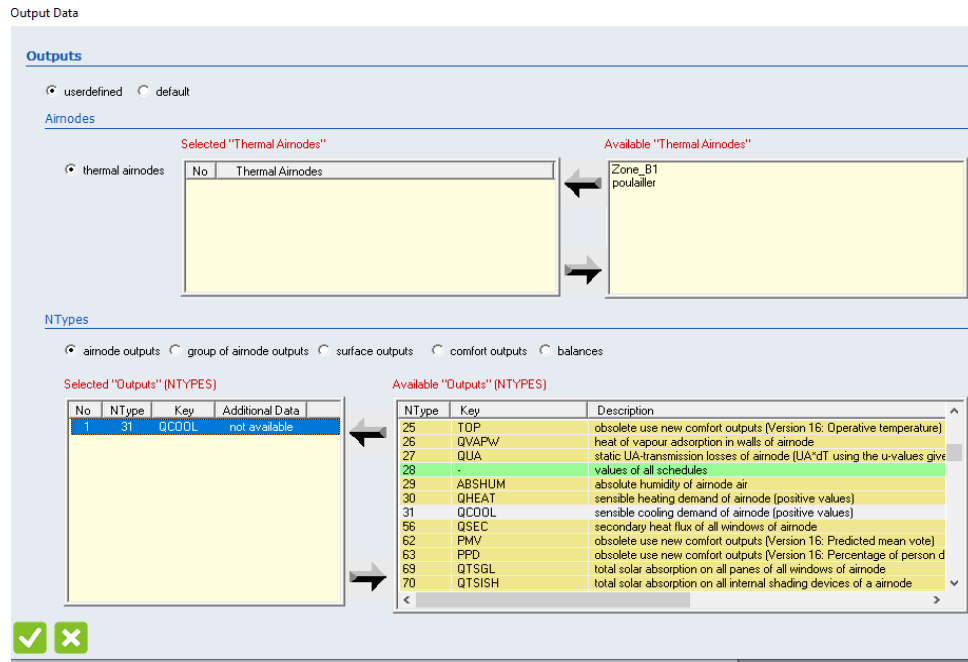 Output Data
Outputs
userdefined default
Airnodes
Selected "Thermal Airnodes" Available "Thermal Airnodes"
thermal airnodes
No Thermal Airnodes
Zone_B1
poulailler
NTypes
airnode outputs group of airnode outputs surface outputs comfort outputs balances
Selected "Outputs" (NTYPES) Available "Outputs" (NTYPES)
No NType Key Additional Data
1 31 QCOOL not available
NType Key Description
25 TOP obsolete use new comfort outputs (Version 16: Operative temperature)
26 QVAPW heat of vapour adsorption in walls of airnode
27 QUA static UA-transmission losses of airnode (UA*dT using the u-values give
28 - values of all schedules
29 ABSHUM absolute humidity of airnode air
30 QHEAT sensible heating demand of airnode (positive values)
31 QCOOL sensible cooling demand of airnode (positive values)
56 QSEC secondary heat flux of all windows of airnode
62 PMV obsolete use new comfort outputs (Version 16: Predicted mean vote)
63 PPD obsolete use new comfort outputs (Version 16: Percentage of person d
69 QTSGL total solar absorption on all panes of all windows of airnode
70 QTSISH total solar absorption on all internal shading devices of a airnode